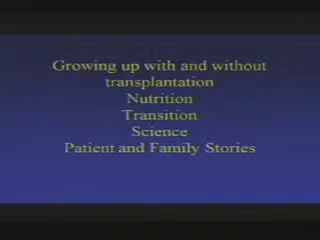 Growing up with and without
transplantation
Nutrition
Transition
Science
Patient and Family Stories